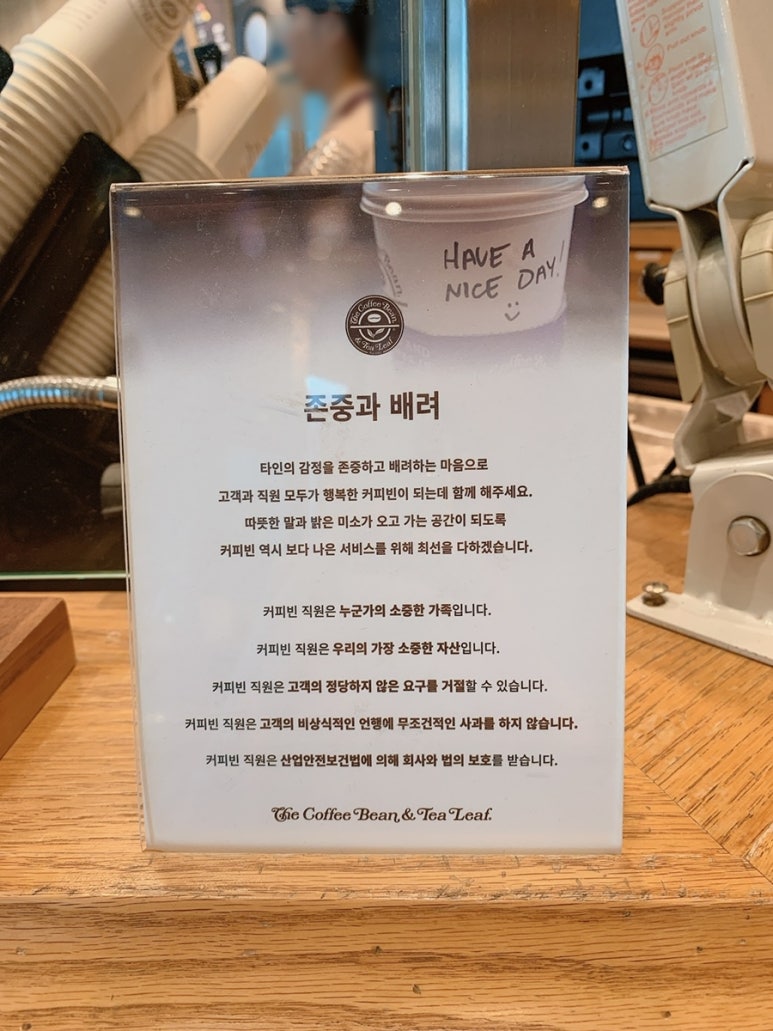 HAVE A
NICE DAY!
The Coffee Bean
& Tea Leaf
존중과 배려
타인의 감정을 존중하고 배려하는 마음으로
고객과 직원 모두가 행복한 커피빈이 되는데 함께 해주세요.
따뜻한 말과 밝은 미소가 오고 가는 공간이 되도록
커피빈 역시 보다 나은 서비스를 위해 최선을 다하겠습니다.
커피빈 직원은 누군가의 소중한 가족입니다.
커피빈 직원은 우리의 가장 소중한 자산입니다.
커피빈 직원은 고객의 정당하지 않은 요구를 거절할 수 있습니다.
커피빈 직원은 고객의 비상식적인 언행에 무조건적인 사과를 하지 않습니다.
커피빈 직원은 산업안전보건법에 의해 회사와 법의 보호를 받습니다.
The Coffee Bean & Tea Leaf.